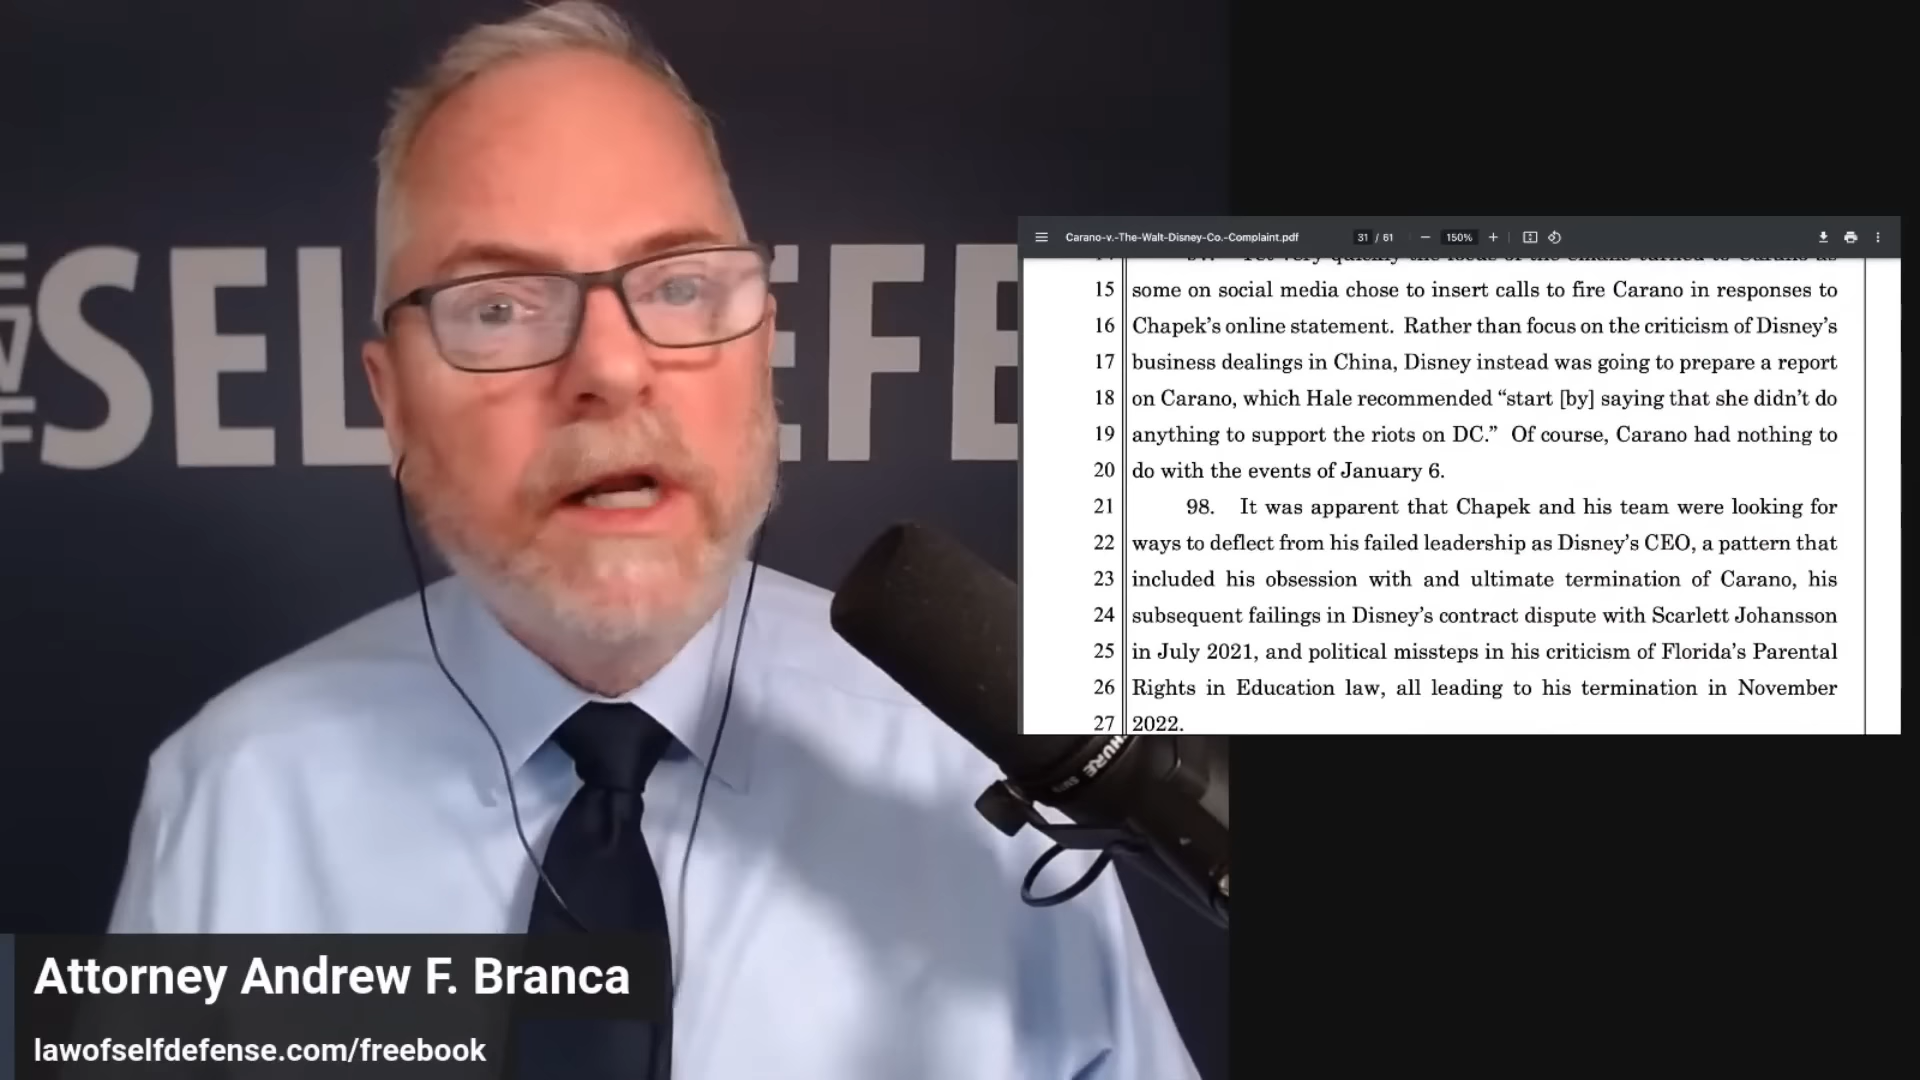 SEL
EFE
Carano-v.-The-Walt-Disney-Co.-Complaint.pdf 31 / 61 150%
15 some on social media chose to insert calls to fire Carano in responses to
16 Chapek’s online statement. Rather than focus on the criticism of Disney’s
17 business dealings in China, Disney instead was going to prepare a report
18 on Carano, which Hale recommended “start [by] saying that she didn’t do
19 anything to support the riots on DC.” Of course, Carano had nothing to
20 do with the events of January 6.
21 98. It was apparent that Chapek and his team were looking for
22 ways to deflect from his failed leadership as Disney’s CEO, a pattern that
23 included his obsession with and ultimate termination of Carano, his
24 subsequent failings in Disney’s contract dispute with Scarlett Johansson
25 in July 2021, and political missteps in his criticism of Florida’s Parental
26 Rights in Education law, all leading to his termination in November
27 2022.
Attorney Andrew F. Branca
lawofselfdefense.com/freebook